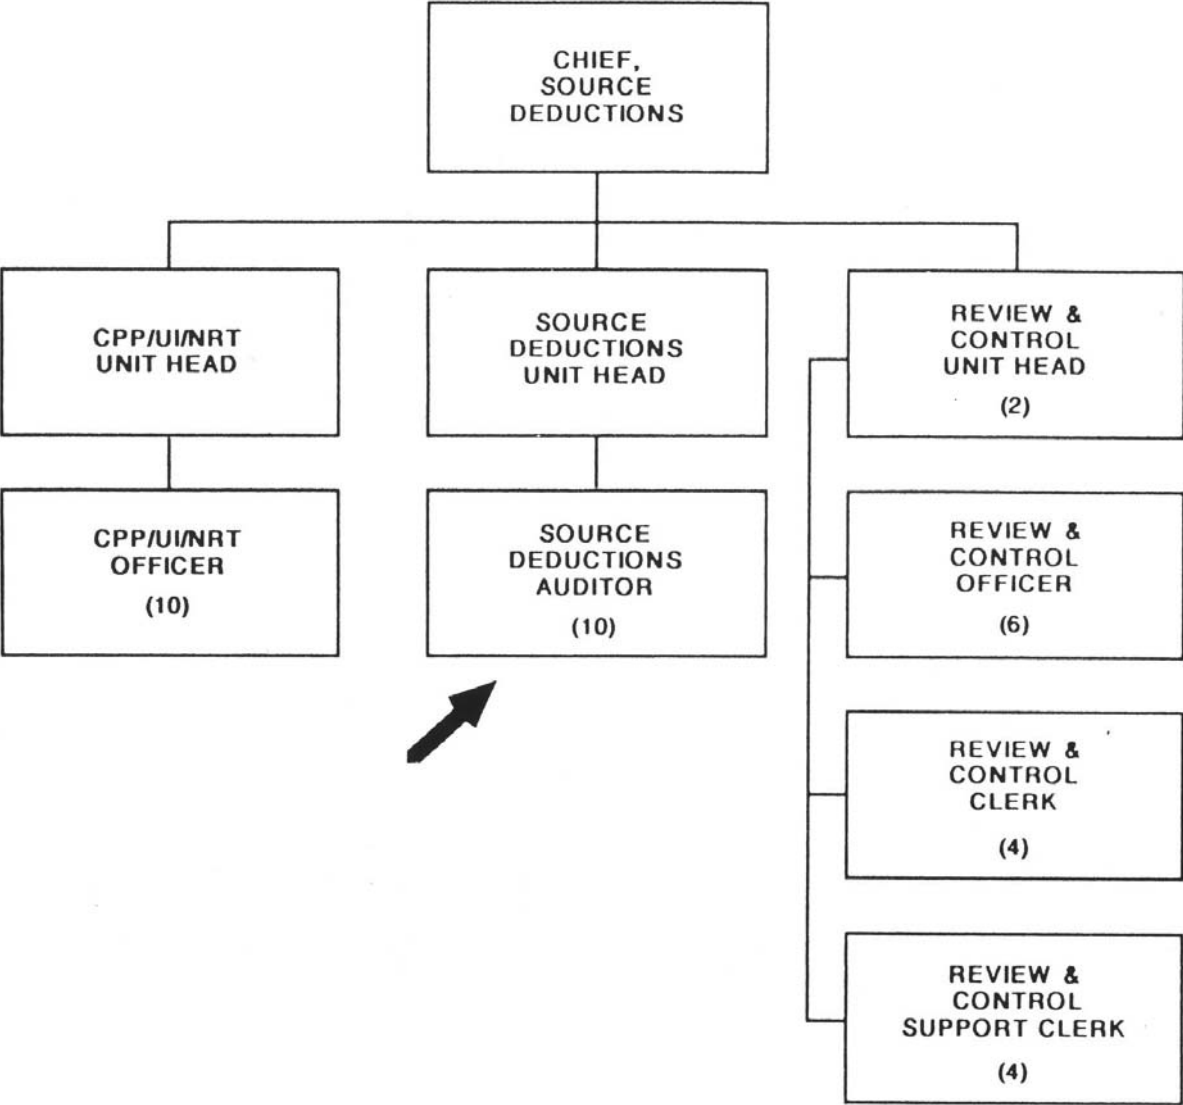 CHIEF,
SOURCE
DEDUCTIONS
CPP/UI/NRT
UNIT HEAD
SOURCE
DEDUCTIONS
UNIT HEAD
REVIEW &
CONTROL
UNIT HEAD
(2)
CPP/UI/NRT
OFFICER
(10)
SOURCE
DEDUCTIONS
AUDITOR
(10)
REVIEW &
CONTROL
OFFICER
(6)
REVIEW &
CONTROL
CLERK
(4)
REVIEW &
CONTROL
SUPPORT CLERK
(4)